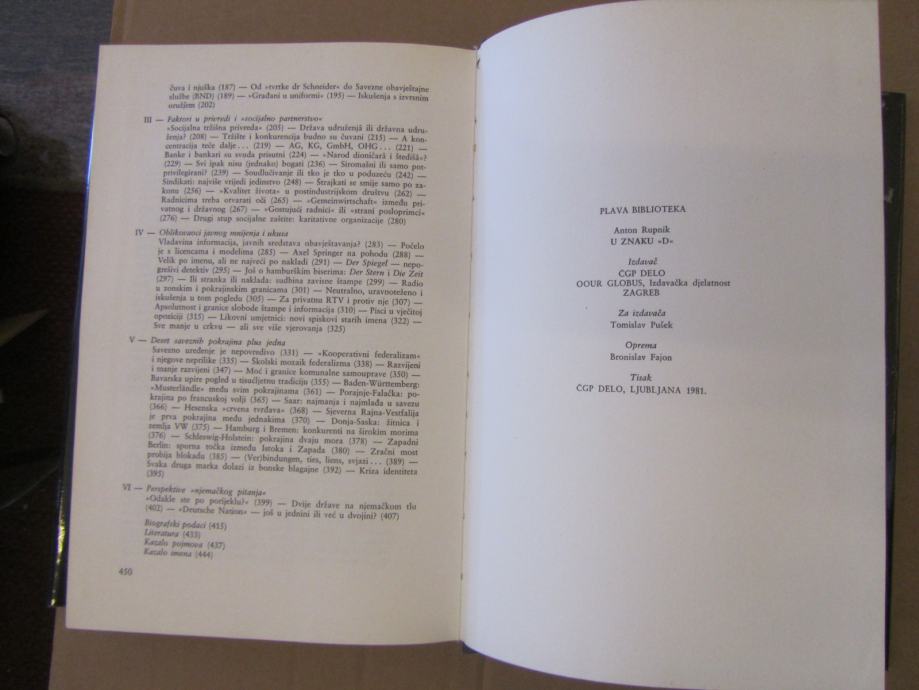 čuva i njuška (187) — Od »tvrtke dr Schneider« do Savezne obavještajne
službe (BND) (189) — »Građani u uniformi« (195) — Iskušenja s izvrsnim
oružjem (202)
III — Faktori u privredi i »socijalno partnerstvo«
»Socijalna tržišna privreda« (205) — Država udruženjâ ili državna udru-
ženja? (208) — Tržište i konkurencija budno su čuvani (215) — A kon-
centracija teče dalje... (219) — AG, KG, GmbH, OHG... (221) —
Banke i bankari su svuda prisutni (224) — »Narod dioničarâ i štedišâ«?
(229) — Svi ipak nisu (jednako) bogati (236) — Siromašni ili samo pot-
privilegirani? (239) — Soudlučivanje ili tko je tko u poduzeću (242) —
Sindikati: najviše vrijedi jedinstvo (248) — Štrajkati se smije samo po za-
konu (256) — »Kvalitet života« u postindustrijskom društvu (262) —
Radnicima treba otvarati oči (265) — »Gemeinwirtschaft« između pri-
vatnog i državnog (267) — »Gostujući radnici« ili »strani posloprimci«
(276) — Drugi stup socijalne zaštite: karitativne organizacije (280)
IV — Oblikovaoci javnog mnijenja i ukusa
Vladavina informacija, javnih sredstava obavještavanja? (283) — Počelo
je s licencama i modelima (285) — Axel Springer na pohodu (288) —
Velik po imenu, ali ne najveći po nakladi (291) — Der Spiegel — nepo-
grešivi detektiv (295) — Još o hamburškim biserima: Der Stern i Die Zeit
(297) — Ili stranka ili naklada: sudbina zavisne štampe (299) — Radio
u zonskim i pokrajinskim granicama (301) — Neutralno, uravnoteženo i
iskušenja u tom pogledu (305) — Za privatnu RTV i protiv nje (307) —
Apsolutnost i granice slobode štampe i informacija (310) — Pisci u vječitoj
opoziciji (315) — Likovni umjetnici: novi spiskovi starih imena (322) —
Sve manje u crkvu — ali sve više vjerovanja (325)
V — Deset saveznih pokrajina plus jedna
Savezno uređenje je nepovredivo (331) — »Kooperativni federalizam«
i njegove neprilike (335) — Školski mozaik federalizma (338) — Razvijeni
i manje razvijeni (347) — Moć i granice komunalne samouprave (350) —
Bavarska upire pogled u tisućljetnu tradiciju (355) — Baden-Württemberg:
»Musterländle« među svim pokrajinama (361) — Porajnje-Falačka: po-
krajina po francuskoj volji (365) — Saar: najmanja i najmlađa u savezu
(366) — Hesenska »crvena tvrđava« (368) — Sjeverna Rajna-Vestfalija
je prva pokrajina među jednakima (370) — Donja-Saska: žitnica i
zemlja VW (375) — Hamburg i Bremen: konkurenti na širokim morima
(376) — Schleswig-Holstein: pokrajina dvaju mora (378) — Zapadni
Berlin: sporna točka između Istoka i Zapada (380) — Zračni most
probija blokadu (385) — (Ver)bindungen, ties, liens, svjazi... (389) —
Svaka druga marka dolazi iz bonske blagajne (392) — Kriza identiteta
(395)
VI — Perspektive »njemačkog pitanja«
»Odakle ste po porijeklu?« (399) — Dvije države na njemačkom tlu
(402) — »Deutsche Nation« — još u jednini ili već u dvojini? (407)
Biografski podaci (415)
Literatura (433)
Kazalo pojmova (437)
Kazalo imena (444)
450
PLAVA BIBLIOTEKA
Anton Rupnik
U ZNAKU »D«
Izdavač
ČGP DELO
OOUR GLOBUS, Izdavačka djelatnost
ZAGREB
Za izdavača
Tomislav Pušek
Oprema
Bronislav Fajon
Tisak
ČGP DELO, LJUBLJANA 1981.